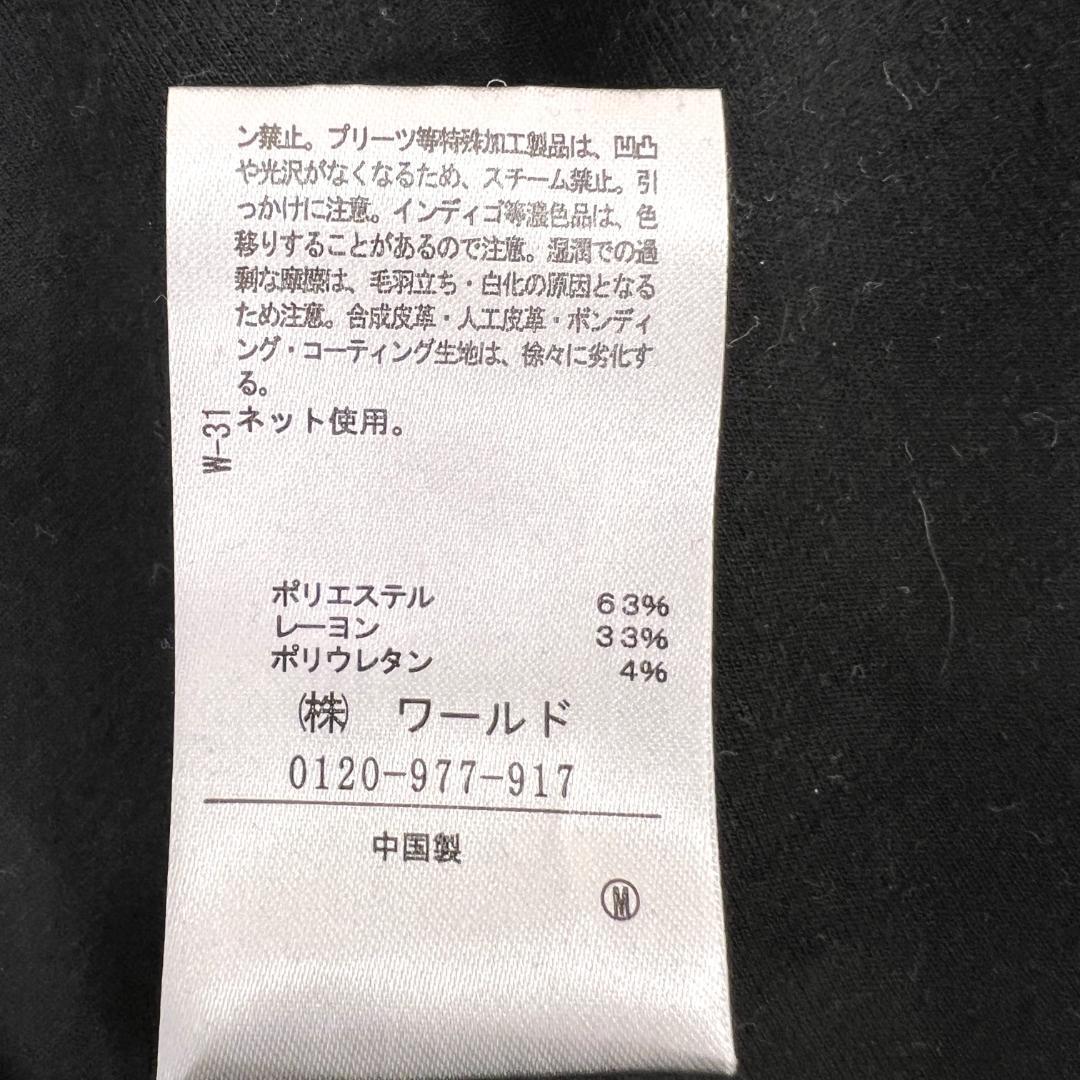 ン禁止。プリーツ等特殊加工製品は、凹凸
や光沢がなくなるため、スチーム禁止。引
っかけに注意。インディゴ等濃色品は、色
移りすることがあるので注意。湿潤での過
剰な摩擦は、毛羽立ち・白化の原因となる
ため注意。合成皮革・人工皮革・ボンディ
ング・コーティング生地は、徐々に劣化す
る。
ネット使用。
W-31
ポリエステル 63%
レーヨン 33%
ポリウレタン 4%
㈱ ワールド
0120-977-917
中国製
Ⓜ